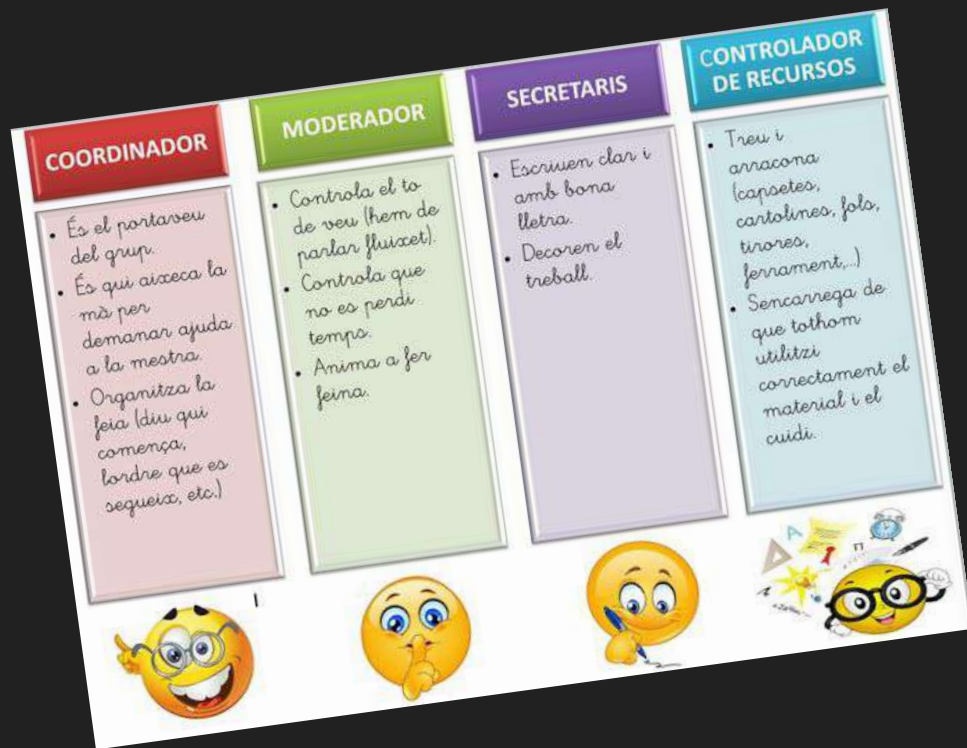 COORDINADOR
• És el portaveu
del grup.
• És qui aixeca la
mà per
demanar ajuda
a la mestra.
• Organitza la
feia (diu qui
comença,
lordre que es
segueix, etc.)
MODERADOR
• Controla el to
de veu (hem de
parlar fluixet).
• Controla que
no es perdi
temps.
• Anima a fer
feina.
SECRETARIS
• Escriuen clar i
amb bona
lletra.
• Decoren el
treball.
CONTROLADOR
DE RECURSOS
• Treu i
arracona
(capsetes,
cartolines, fols,
tirores,
ferrament,..)
• Sencarrega de
que tothom
utilitzi
correctament el
material i el
cuidi.